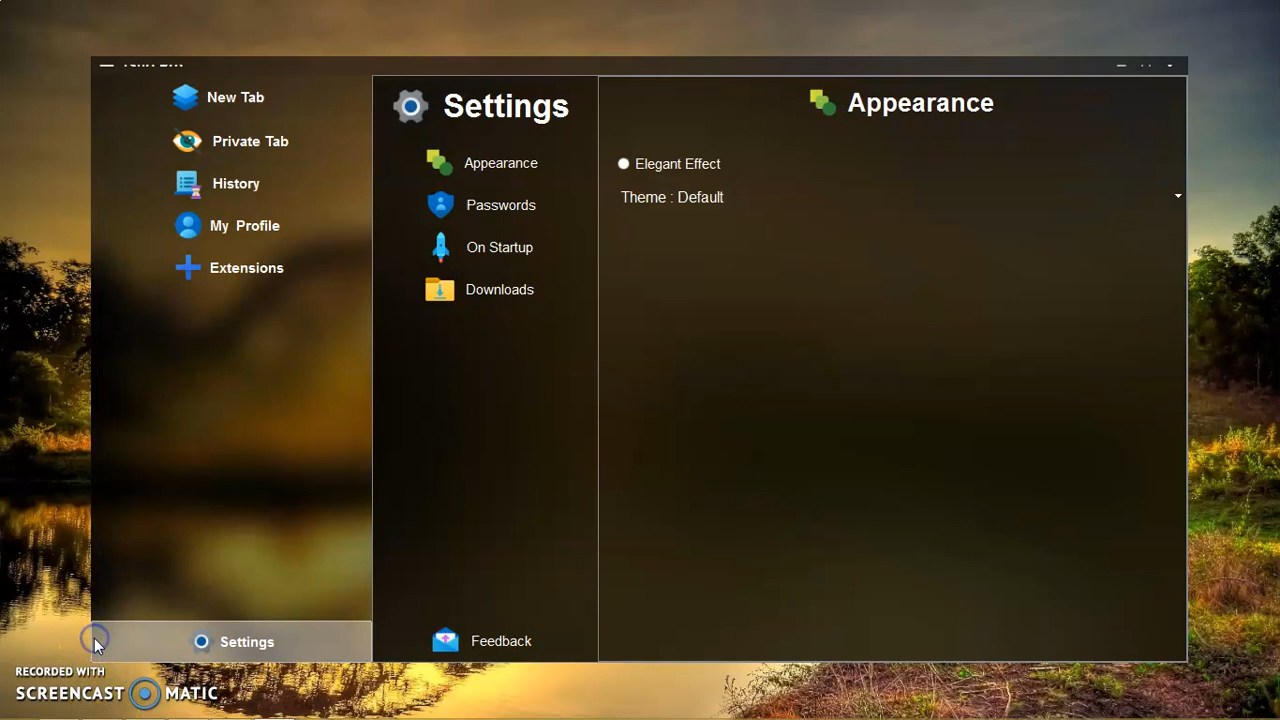 New Tab
Private Tab
History
My Profile
Extensions
Settings
Settings
Appearance
Passwords
On Startup
Downloads
Feedback
Appearance
Elegant Effect
Theme : Default
RECORDED WITH
SCREENCAST MATIC